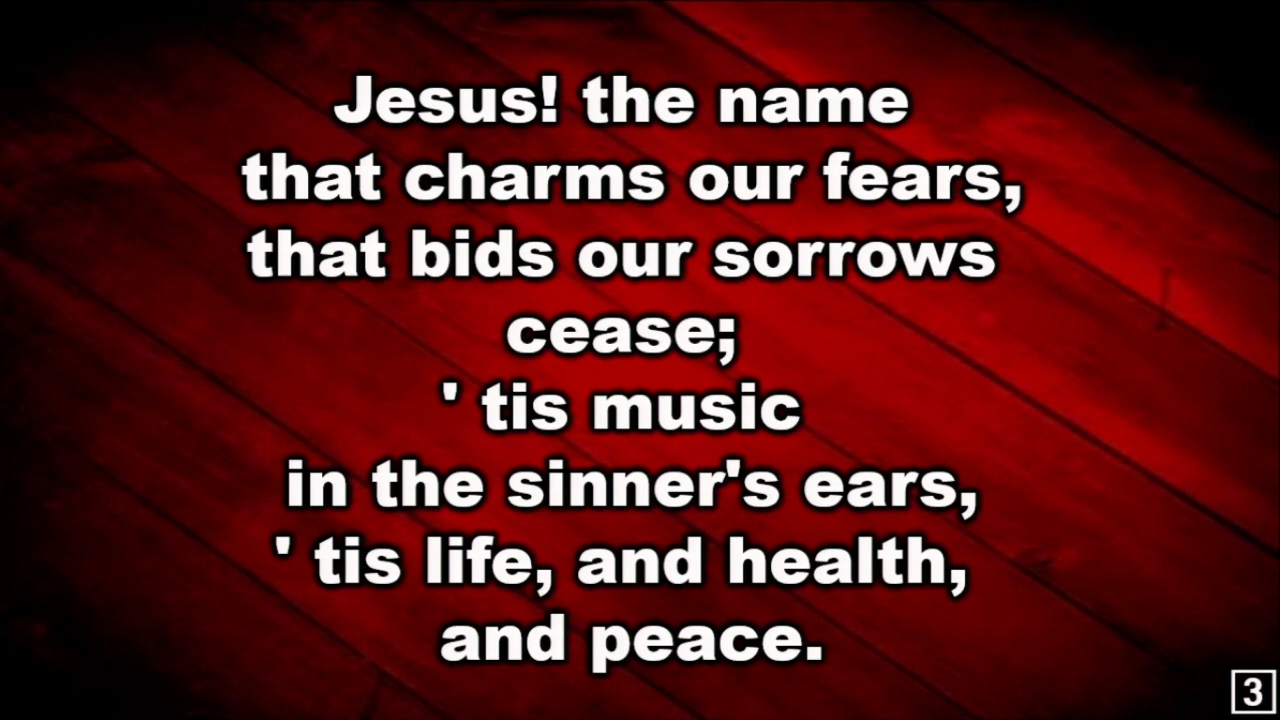 Jesus! the name
that charms our fears,
that bids our sorrows
cease;
' tis music
in the sinner's ears,
' tis life, and health,
and peace.
3